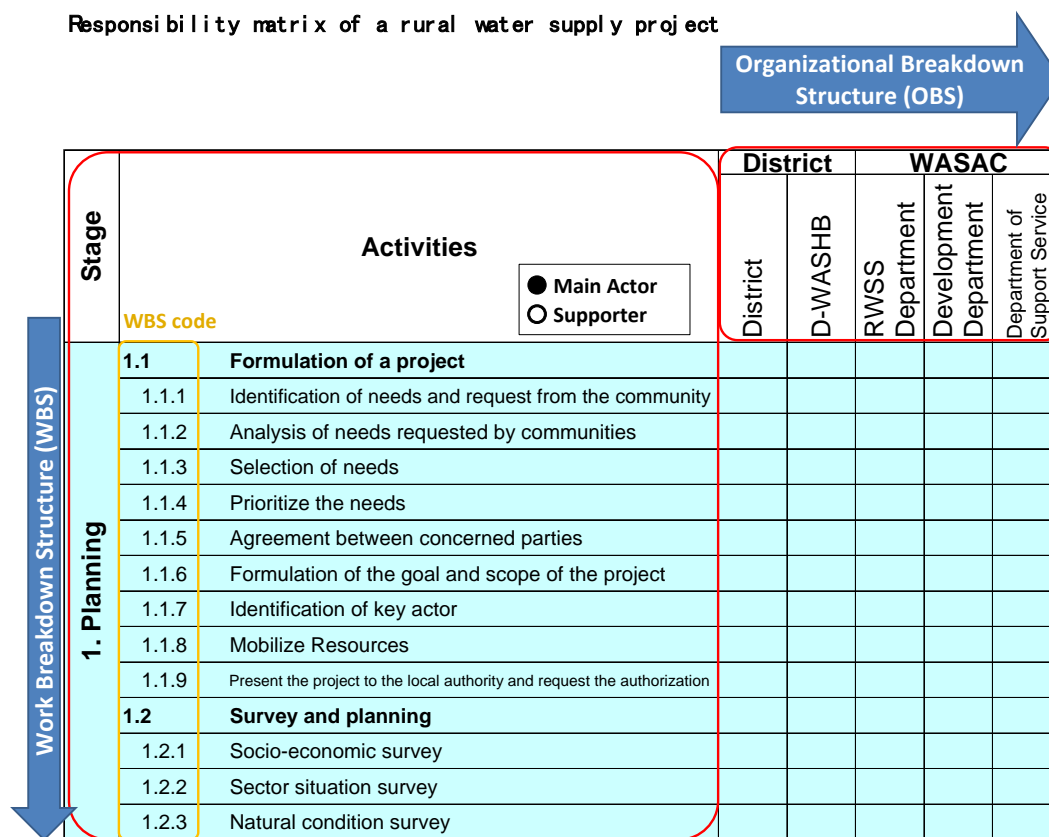 Responsibility matrix of a rural water supply project
Organizational Breakdown
Structure (OBS)
District
WASAC
Stage
Activities
● Main Actor
○ Supporter
WBS code
District
D-WASHB
RWSS
Department
Development
Department
Department of
Support Service
Work Breakdown Structure (WBS)
1. Planning
1.1 Formulation of a project
1.1.1 Identification of needs and request from the community
1.1.2 Analysis of needs requested by communities
1.1.3 Selection of needs
1.1.4 Prioritize the needs
1.1.5 Agreement between concerned parties
1.1.6 Formulation of the goal and scope of the project
1.1.7 Identification of key actor
1.1.8 Mobilize Resources
1.1.9 Present the project to the local authority and request the authorization
1.2 Survey and planning
1.2.1 Socio-economic survey
1.2.2 Sector situation survey
1.2.3 Natural condition survey